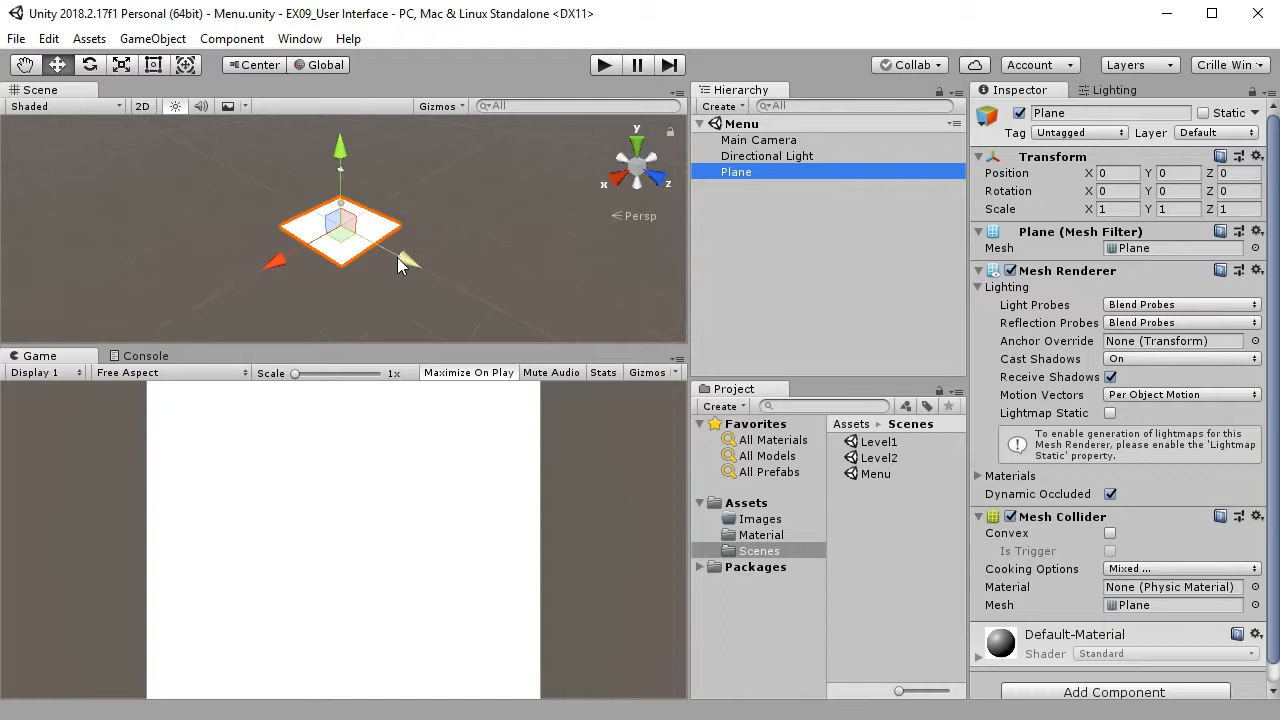 Unity 2018.2.17f1 Personal (64bit) - Menu.unity - EX09_User Interface - PC, Mac & Linux Standalone <DX11>
File Edit Assets GameObject Component Window Help
Center Global Collab Account Layers Crille Win
Scene
Shaded 2D Gizmos All
y
x z
Persp
Game Console
Display 1 Free Aspect Scale 1x Maximize On Play Mute Audio Stats Gizmos
Hierarchy
Create All
Menu
Main Camera
Directional Light
Plane
Project
Create
Favorites
All Materials
All Models
All Prefabs
Assets
Images
Material
Scenes
Packages
Assets Scenes
Level1
Level2
Menu
Inspector Lighting
Plane Static
Tag Untagged Layer Default
Transform
Position X 0 Y 0 Z 0
Rotation X 0 Y 0 Z 0
Scale X 1 Y 1 Z 1
Plane (Mesh Filter)
Mesh Plane
Mesh Renderer
Lighting
Light Probes Blend Probes
Reflection Probes Blend Probes
Anchor Override None (Transform)
Cast Shadows On
Receive Shadows
Motion Vectors Per Object Motion
Lightmap Static
To enable generation of lightmaps for this
Mesh Renderer, please enable the 'Lightmap
Static' property.
Materials
Dynamic Occluded
Mesh Collider
Convex
Is Trigger
Cooking Options Mixed ...
Material None (Physic Material)
Mesh Plane
Default-Material
Shader Standard
Add Component